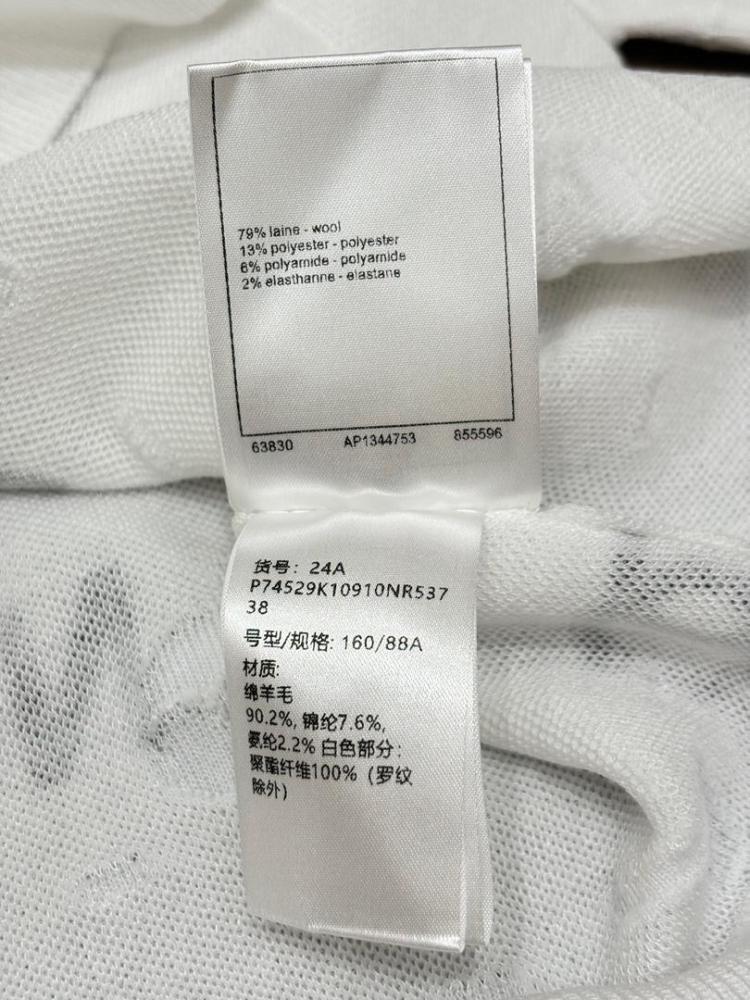 79% laine - wool
13% polyester - polyester
6% polyamide - polyamide
2% elasthanne - elastane
63830 AP1344753 855596
货号: 24A
P74529K10910NR537
38
号型/规格: 160/88A
材质:
绵羊毛
90.2%, 锦纶7.6%,
氨纶2.2% 白色部分:
聚酯纤维100% (罗纹
除外)